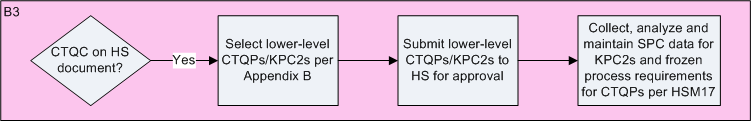 B3
CTQC on HS
document?
Yes
Select lower-level
CTQPs/KPC2s per
Appendix B
Submit lower-level
CTQPs/KPC2s to
HS for approval
Collect, analyze and
maintain SPC data for
KPC2s and frozen
process requirements
for CTQPs per HSM17